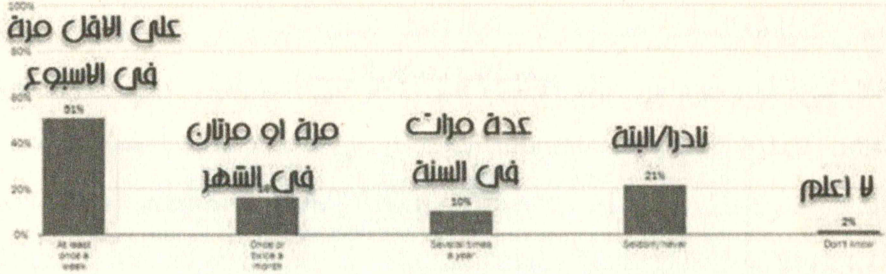 100%
80%
60%
40%
20%
0%
على الاقل مرة
فى الاسبوع
51%
مرة او مرتان
فى الشهر
عدة مرات
فى السنة
10%
نادرا/البتة
21%
لا اعلم
2%
At least
once a
week
Once or
twice a
month
Several times
a year
Seldom/never
Don't know